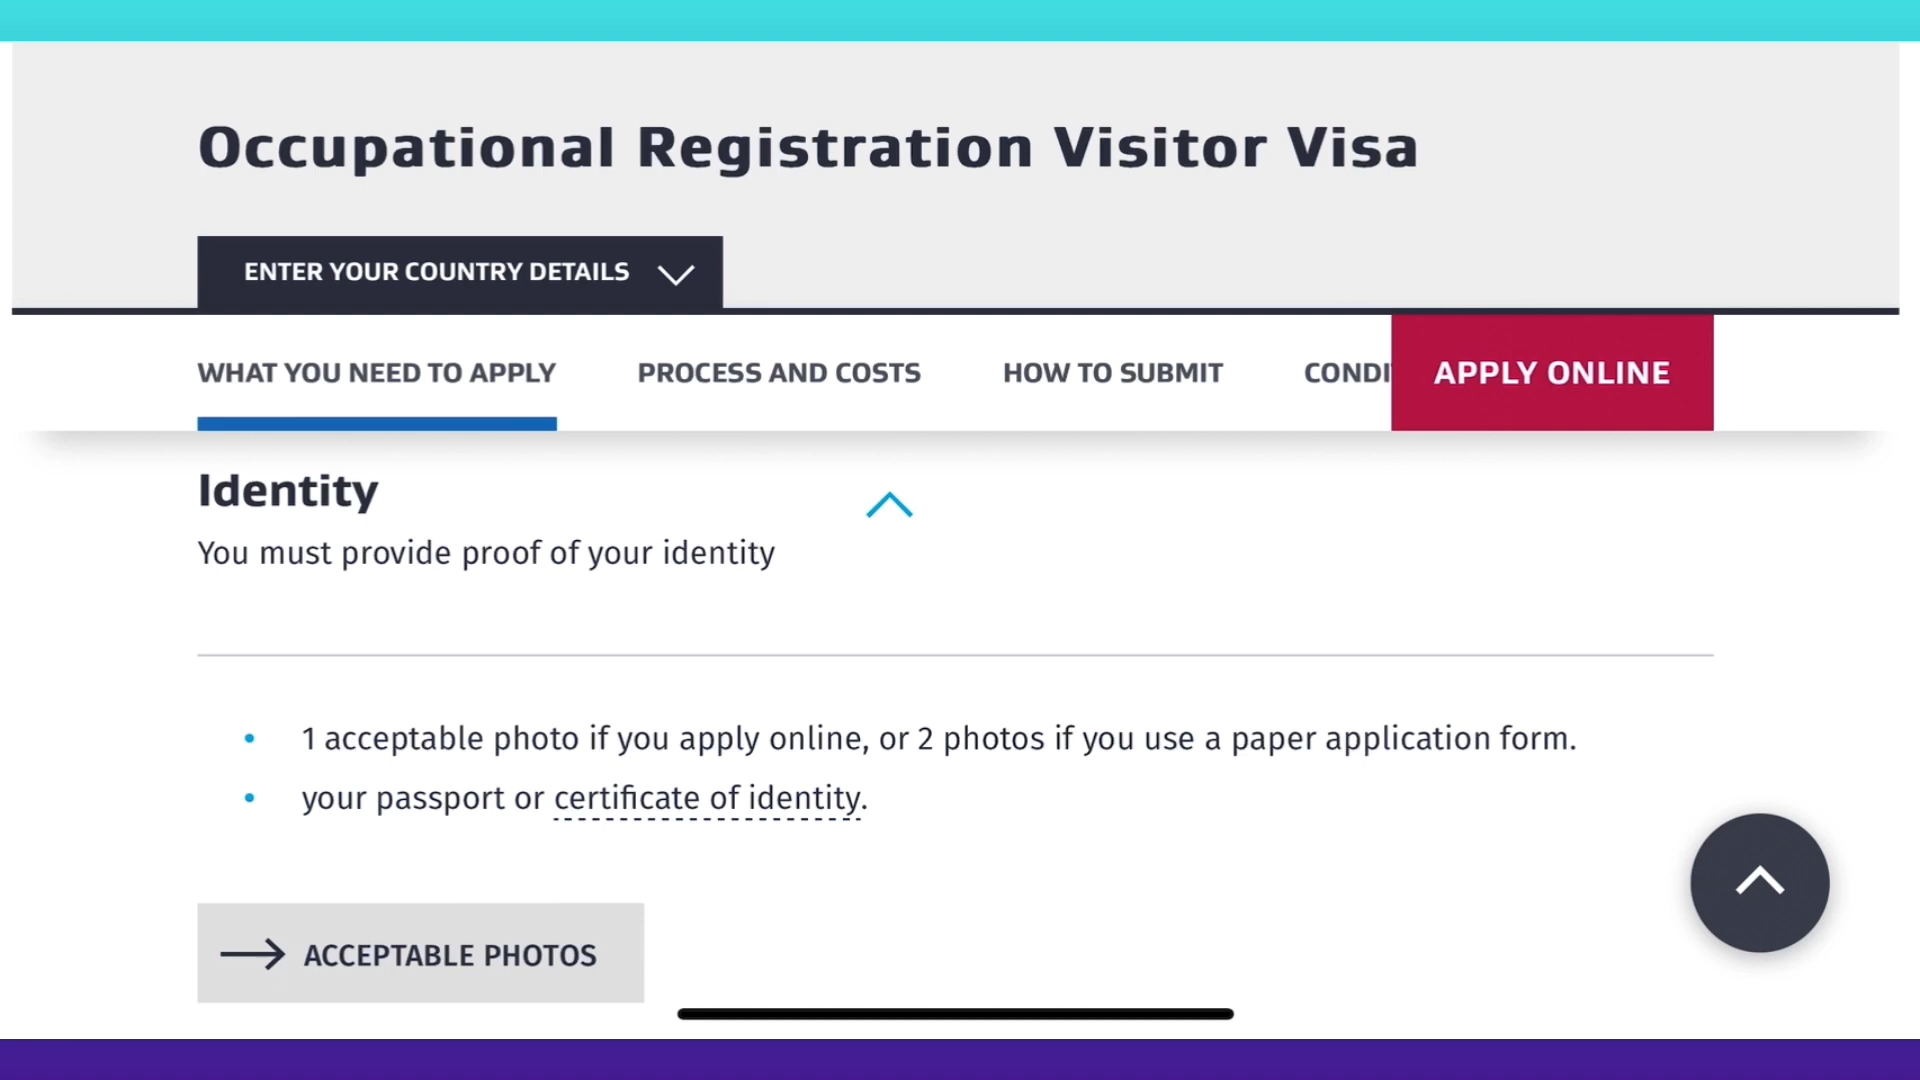 Occupational Registration Visitor Visa
ENTER YOUR COUNTRY DETAILS
WHAT YOU NEED TO APPLY
PROCESS AND COSTS
HOW TO SUBMIT
CONDI
APPLY ONLINE
Identity
You must provide proof of your identity
1 acceptable photo if you apply online, or 2 photos if you use a paper application form.
your passport or certificate of identity.
ACCEPTABLE PHOTOS